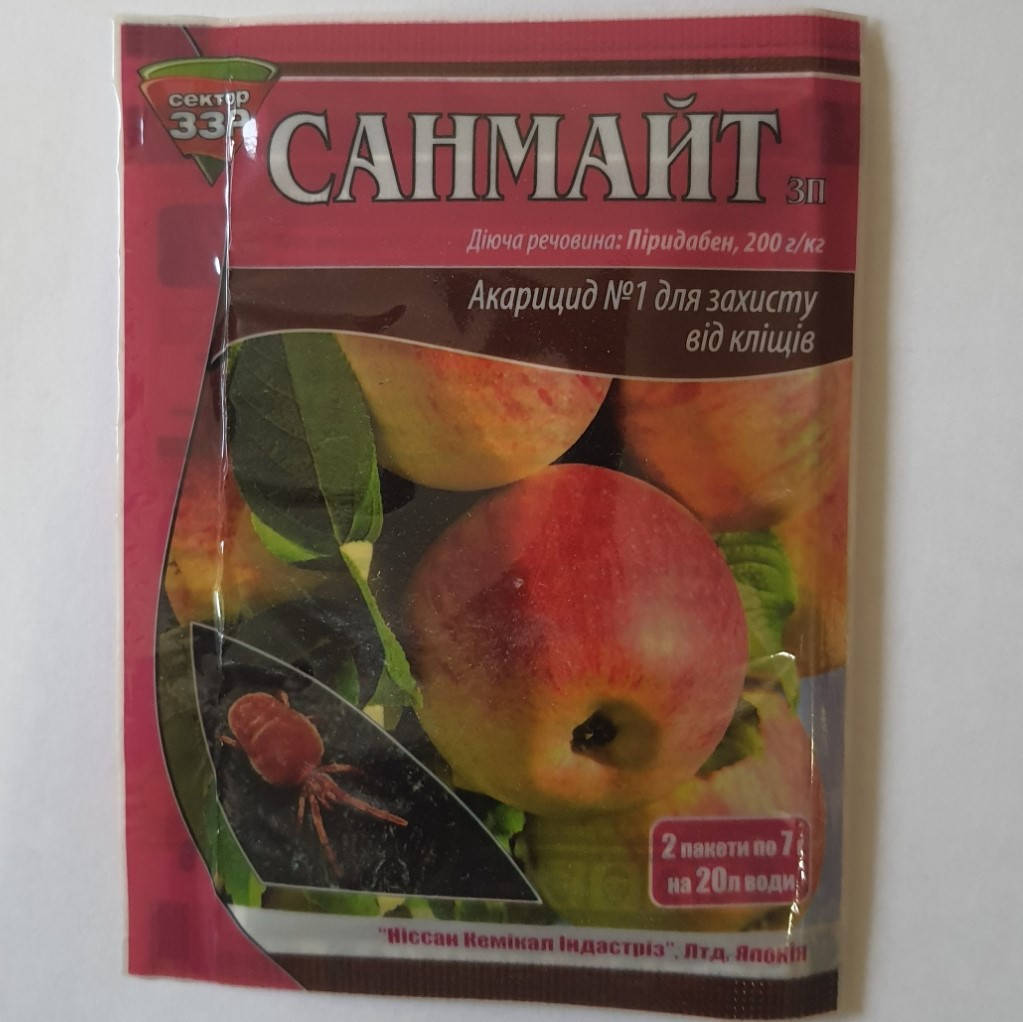 сектор
ЗЗР
САНМАЙТ ЗП
Діюча речовина: Піридабен, 200 г/кг
Акарицид №1 для захисту
від кліщів
2 пакети по 7
на 20л води
"Ніссан Кемікал Індастріз". Лтд. Японія